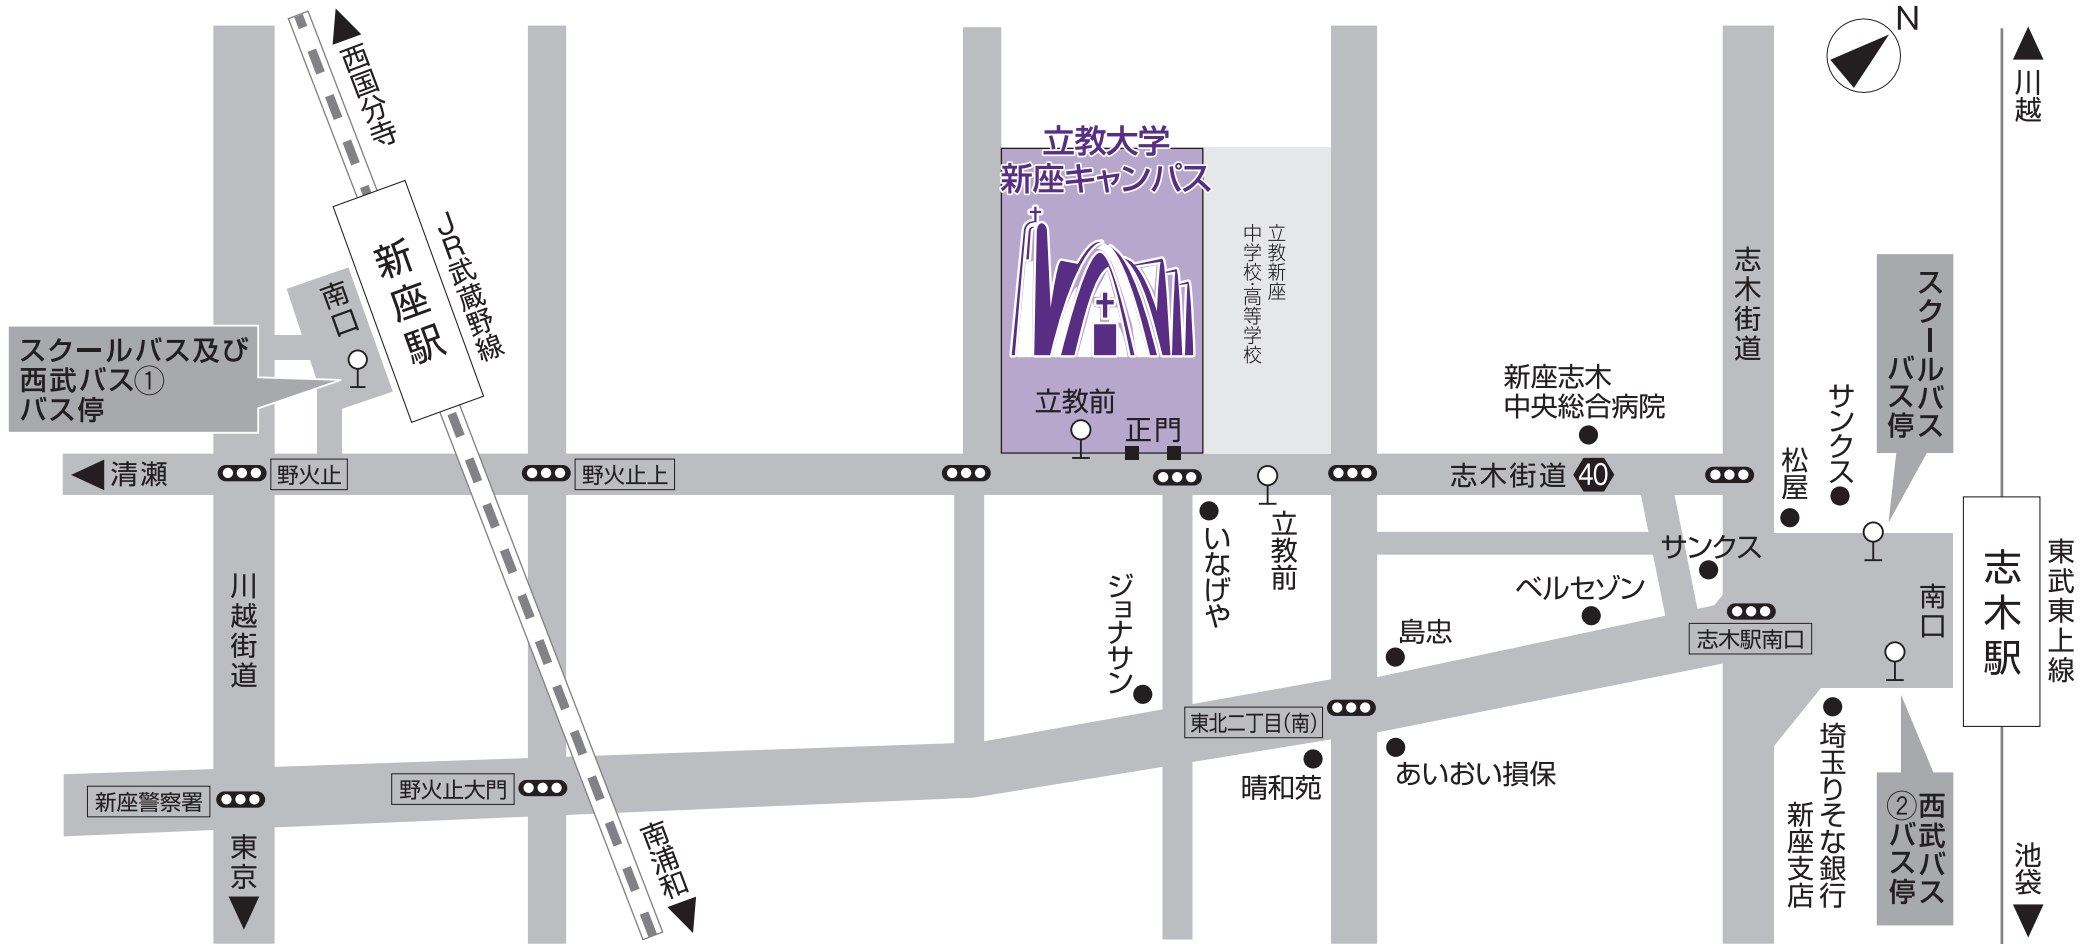 西国分寺
JR武蔵野線
新座駅
南口
スクールバス及び
西武バス①
バス停
清瀬
野火止
野火止上
川越街道
新座警察署
東京
野火止大門
南浦和
立教大学
新座キャンパス
立教前
正門
立教新座
中学校・高等学校
いなげや
立教前
ジョナサン
東北二丁目(南)
晴和苑
島忠
あいおい損保
新座志木
中央総合病院
志木街道
40
志木街道
サンクス
ベルセゾン
志木駅南口
松屋
サンクス
スクールバス
バス停
南口
志木駅
東武東上線
埼玉りそな銀行
新座支店
西武バス
②バス停
N
川越
池袋